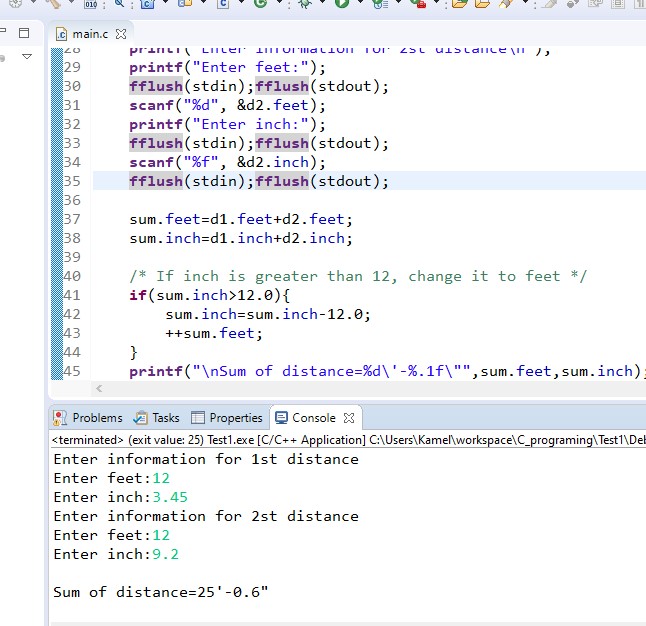 main.c
28 printf("Enter information for 2st distance\n");
29 printf("Enter feet:");
30 fflush(stdin);fflush(stdout);
31 scanf("%d", &d2.feet);
32 printf("Enter inch:");
33 fflush(stdin);fflush(stdout);
34 scanf("%f", &d2.inch);
35 fflush(stdin);fflush(stdout);
36
37 sum.feet=d1.feet+d2.feet;
38 sum.inch=d1.inch+d2.inch;
39
40 /* If inch is greater than 12, change it to feet */
41 if(sum.inch>12.0){
42 sum.inch=sum.inch-12.0;
43 ++sum.feet;
44 }
45 printf("\nSum of distance=%d\'-%.1f\"",sum.feet,sum.inch);
Problems Tasks Properties Console
<terminated> (exit value: 25) Test1.exe [C/C++ Application] C:\Users\Kamel\workspace\C_programing\Test1\Deb
Enter information for 1st distance
Enter feet:12
Enter inch:3.45
Enter information for 2st distance
Enter feet:12
Enter inch:9.2
Sum of distance=25'-0.6"